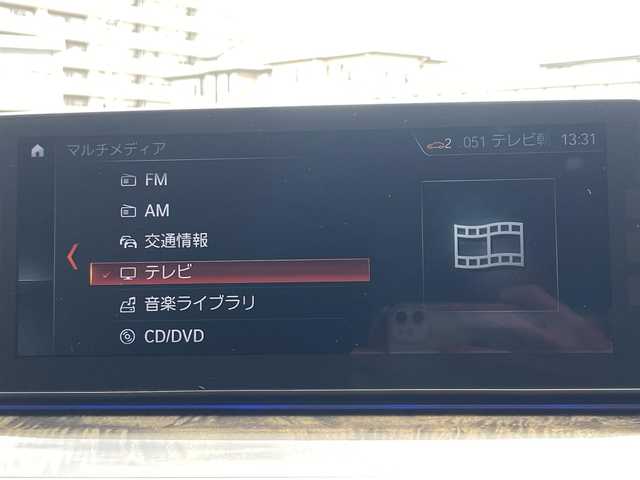 マルチメディア
2 .051 テレビ朝 13:31
FM
AM
交通情報
テレビ
音楽ライブラリ
CD/DVD